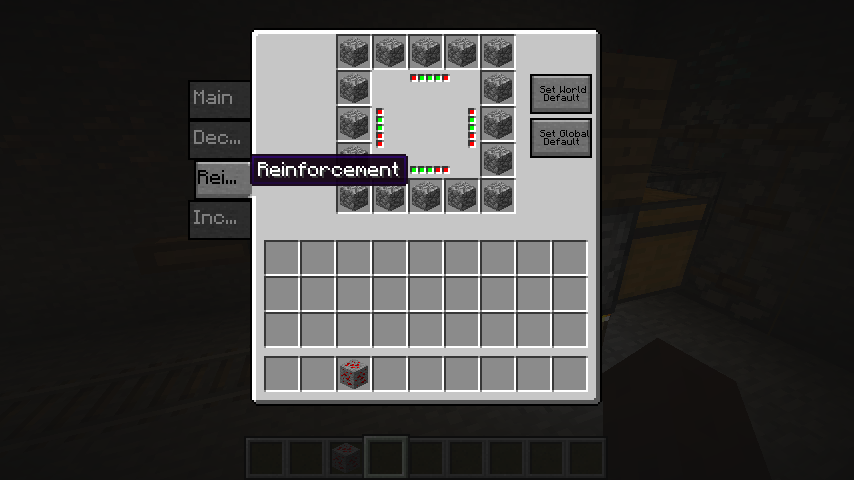 Main
Dec...
Rei...
Inc...
Reinforcement
Set World
Default
Set Global
Default